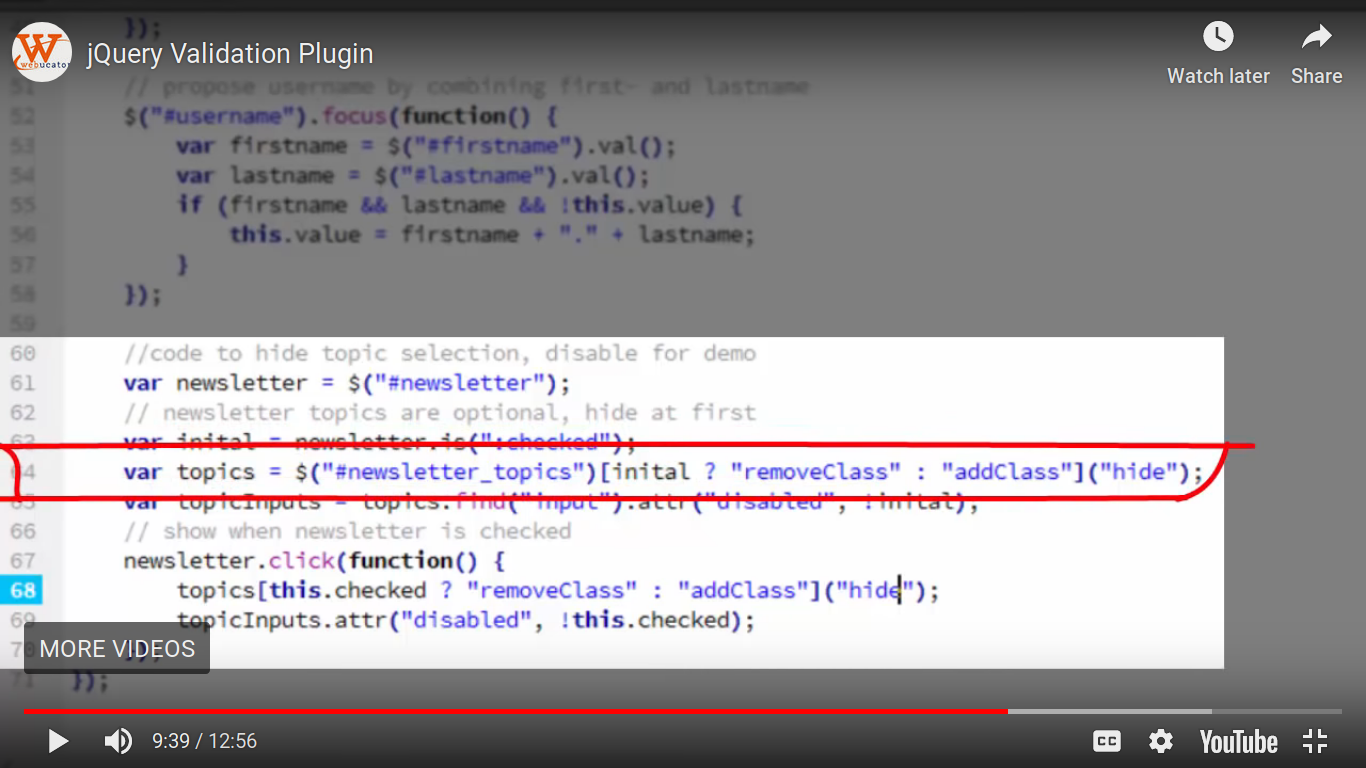 });
jQuery Validation Plugin
Watch later
Share
webucator
51 // propose username by combining first- and lastname
52 $("#username").focus(function() {
53 var firstname = $("#firstname").val();
54 var lastname = $("#lastname").val();
55 if (firstname && lastname && !this.value) {
56 this.value = firstname + "." + lastname;
57 }
58 });
59
60 //code to hide topic selection, disable for demo
61 var newsletter = $("#newsletter");
62 // newsletter topics are optional, hide at first
63 var inital = newsletter.is(":checked");
64 var topics = $("#newsletter_topics")[inital ? "removeClass" : "addClass"]("hide");
65 var topicInputs = topics.find("input").attr("disabled", !inital);
66 // show when newsletter is checked
67 newsletter.click(function() {
68 topics[this.checked ? "removeClass" : "addClass"]("hide");
69 topicInputs.attr("disabled", !this.checked);
70 });
MORE VIDEOS
71 });
9:39 / 12:56
CC
YouTube